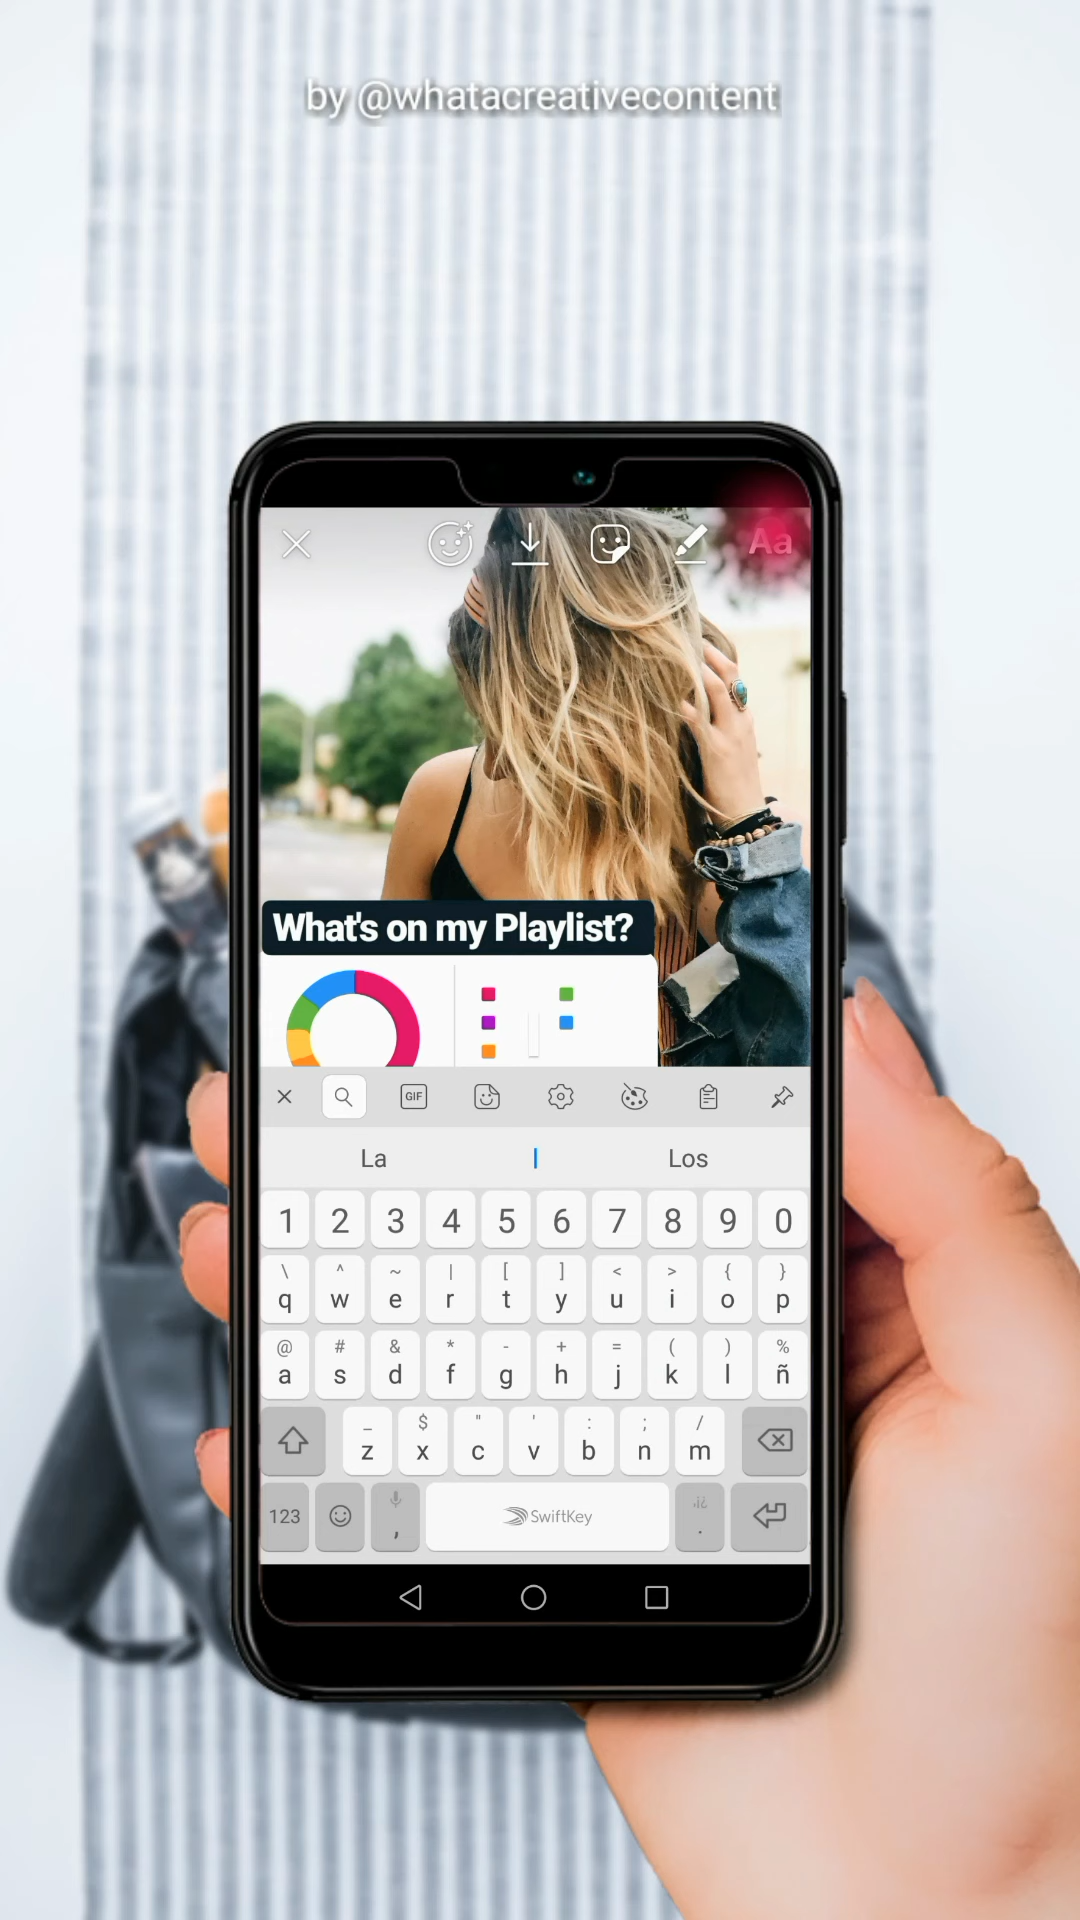 by @whatacreativecontent
Aa
What's on my Playlist?
GIF
La
Los
1 2 3 4 5 6 7 8 9 0
\ ^ ~ | [ ] < > { }
q w e r t y u i o p
@ # & * - + = ( ) %
a s d f g h j k l ñ
_ $ " ' : ; /
z x c v b n m
123
,
SwiftKey
.